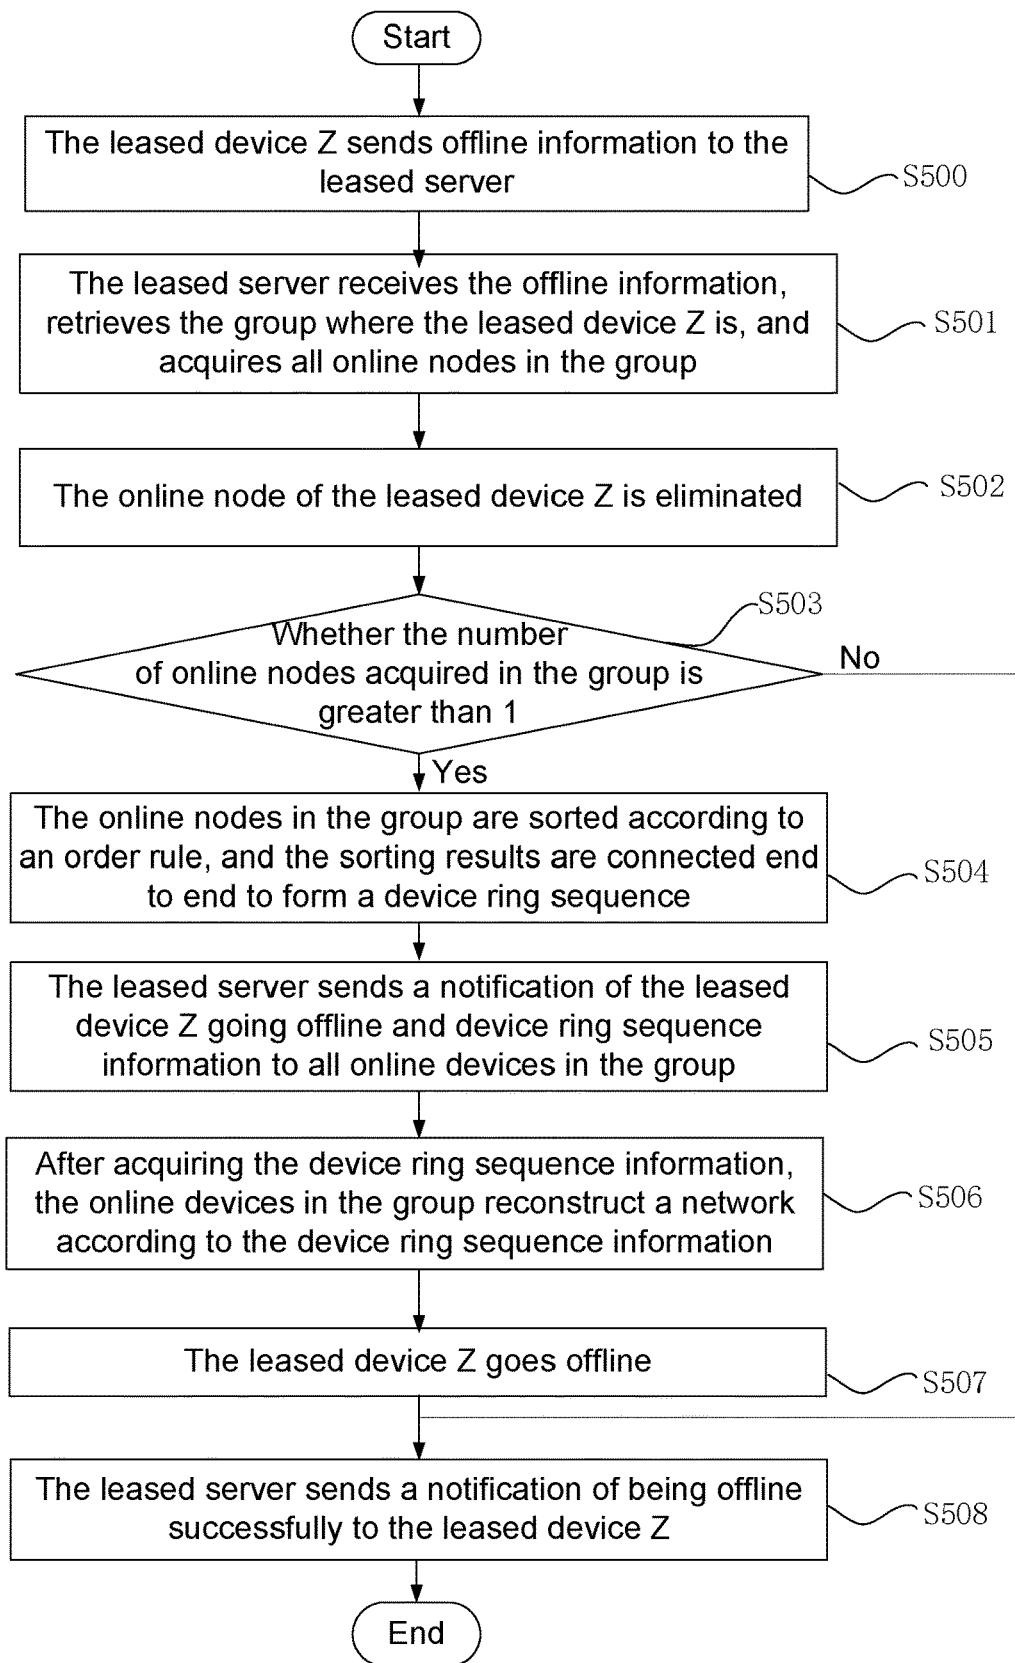 Start
The leased device Z sends offline information to the
leased server
S500
The leased server receives the offline information,
retrieves the group where the leased device Z is, and
acquires all online nodes in the group
S501
The online node of the leased device Z is eliminated
S502
S503
Whether the number
of online nodes acquired in the group is
greater than 1
No
Yes
The online nodes in the group are sorted according to
an order rule, and the sorting results are connected end
to end to form a device ring sequence
S504
The leased server sends a notification of the leased
device Z going offline and device ring sequence
information to all online devices in the group
S505
After acquiring the device ring sequence information,
the online devices in the group reconstruct a network
according to the device ring sequence information
S506
The leased device Z goes offline
S507
The leased server sends a notification of being offline
successfully to the leased device Z
S508
End